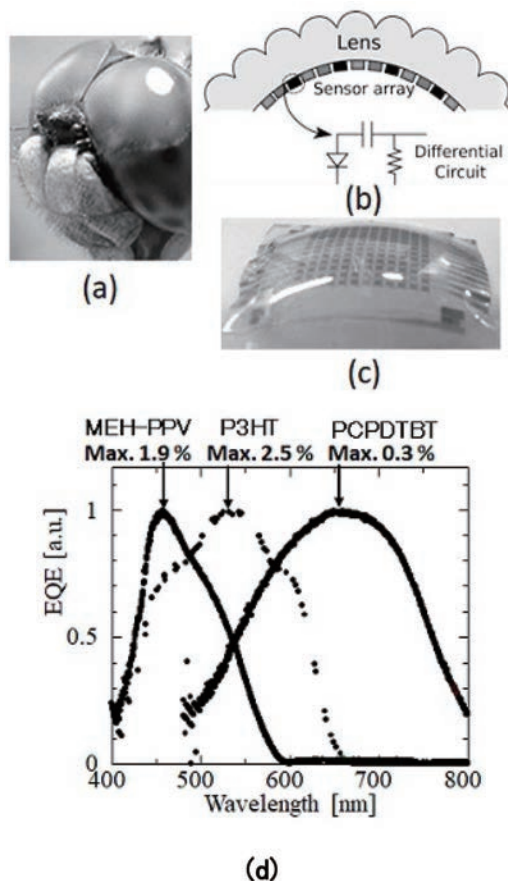 (a)
Lens
Sensor array
Differential
Circuit
(b)
(c)
MEH-PPV P3HT PCPDTBT
Max. 1.9 % Max. 2.5 % Max. 0.3 %
EQE [a.u.]
1
0.5
0
400 500 600 700 800
Wavelength [nm]
(d)